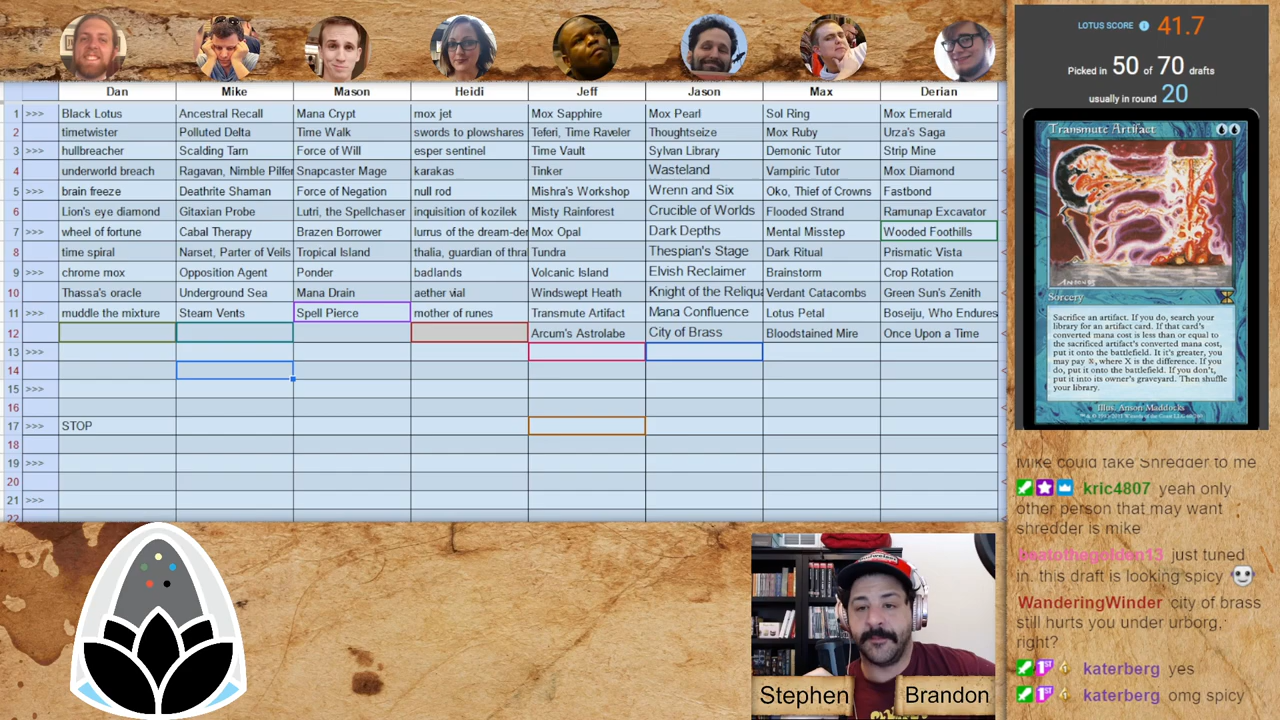 Dan Mike Mason Heidi Jeff Jason Max Derian
1 >>> Black Lotus Ancestral Recall Mana Crypt mox jet Mox Sapphire Mox Pearl Sol Ring Mox Emerald
2 timetwister Polluted Delta Time Walk swords to plowshares Teferi, Time Raveler Thoughtseize Mox Ruby Urza's Saga <
3 >>> hullbreacher Scalding Tarn Force of Will esper sentinel Time Vault Sylvan Library Demonic Tutor Strip Mine
4 underworld breach Ragavan, Nimble Pilfer Snapcaster Mage karakas Tinker Wasteland Vampiric Tutor Mox Diamond <
5 >>> brain freeze Deathrite Shaman Force of Negation null rod Mishra's Workshop Wrenn and Six Oko, Thief of Crowns Fastbond
6 Lion's eye diamond Gitaxian Probe Lutri, the Spellchaser inquisition of kozilek Misty Rainforest Crucible of Worlds Flooded Strand Ramunap Excavator <
7 >>> wheel of fortune Cabal Therapy Brazen Borrower lurrus of the dream-den Mox Opal Dark Depths Mental Misstep Wooded Foothills
8 time spiral Narset, Parter of Veils Tropical Island thalia, guardian of thra Tundra Thespian's Stage Dark Ritual Prismatic Vista <
9 >>> chrome mox Opposition Agent Ponder badlands Volcanic Island Elvish Reclaimer Brainstorm Crop Rotation
10 Thassa's oracle Underground Sea Mana Drain aether vial Windswept Heath Knight of the Reliqua Verdant Catacombs Green Sun's Zenith <
11 >>> muddle the mixture Steam Vents Spell Pierce mother of runes Transmute Artifact Mana Confluence Lotus Petal Boseiju, Who Endures
12 Arcum's Astrolabe City of Brass Bloodstained Mire Once Upon a Time <
13 >>>
14 <
15 >>>
16 <
17 >>> STOP
18 <
19 >>>
20 <
21 >>>
22
LOTUS SCORE 41.7
Picked in 50 of 70 drafts
usually in round 20
Transmute Artifact
Sorcery
Sacrifice an artifact. If you do, search your
library for an artifact card. If that card's
converted mana cost is less than or equal to
the sacrificed artifact's converted mana cost,
put it onto the battlefield. If it's greater, you
may pay X, where X is the difference. If you
do, put it onto the battlefield. If you don't,
put it into its owner's graveyard. Then shuffle
your library.
Illus. Anson Maddocks
Mike could take Shredder to me
kric4807 yeah only
other person that may want
shredder is mike
just tuned
in. this draft is looking spicy
WanderingWinder city of brass
still hurts you under urborg,
right?
katerberg yes
katerberg omg spicy
Stephen Brandon